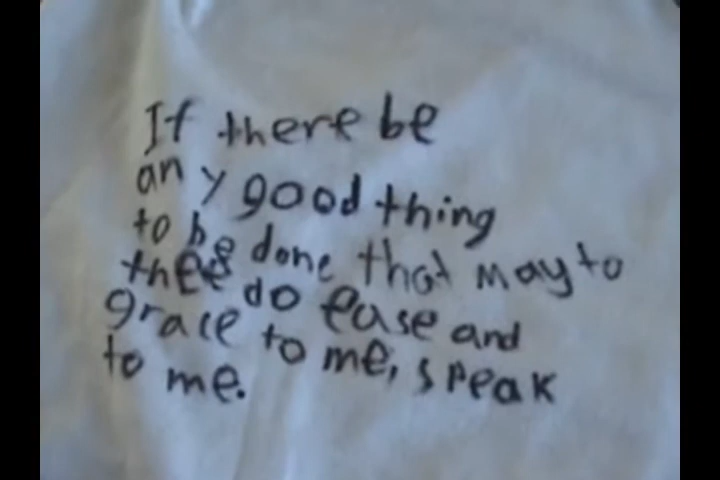 If there be
any good thing
to be done that may to
thee do ease and
grace to me, speak
to me.